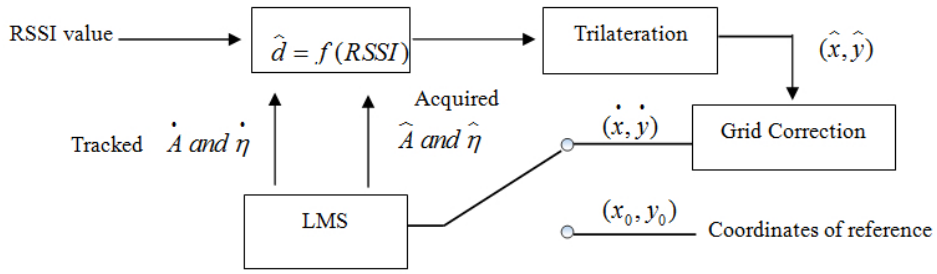 RSSI value
d̂ = f(RSSI)
Trilateration
(x̂, ŷ)
Tracked Ȧ and η̇
Acquired
Â and η̂
(ẋ, ẏ)
Grid Correction
LMS
(x₀, y₀)
Coordinates of reference